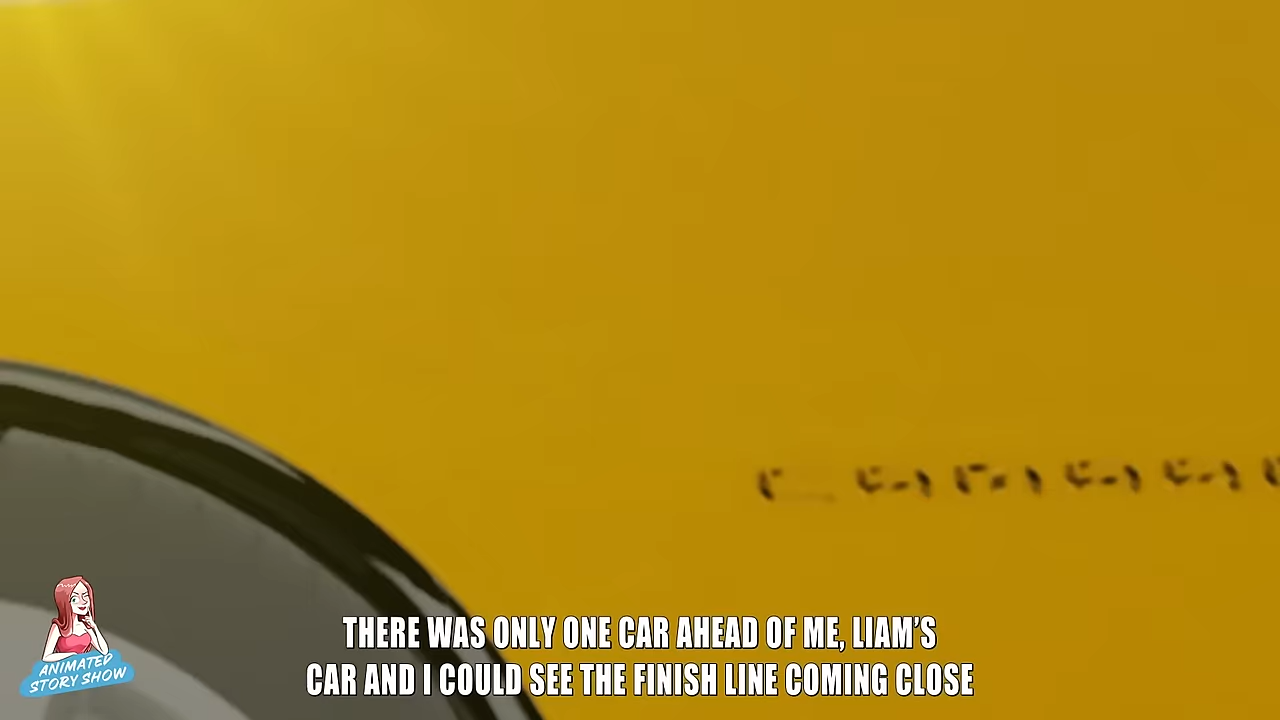 THERE WAS ONLY ONE CAR AHEAD OF ME, LIAM’S
CAR AND I COULD SEE THE FINISH LINE COMING CLOSE
ANIMATED
STORY SHOW